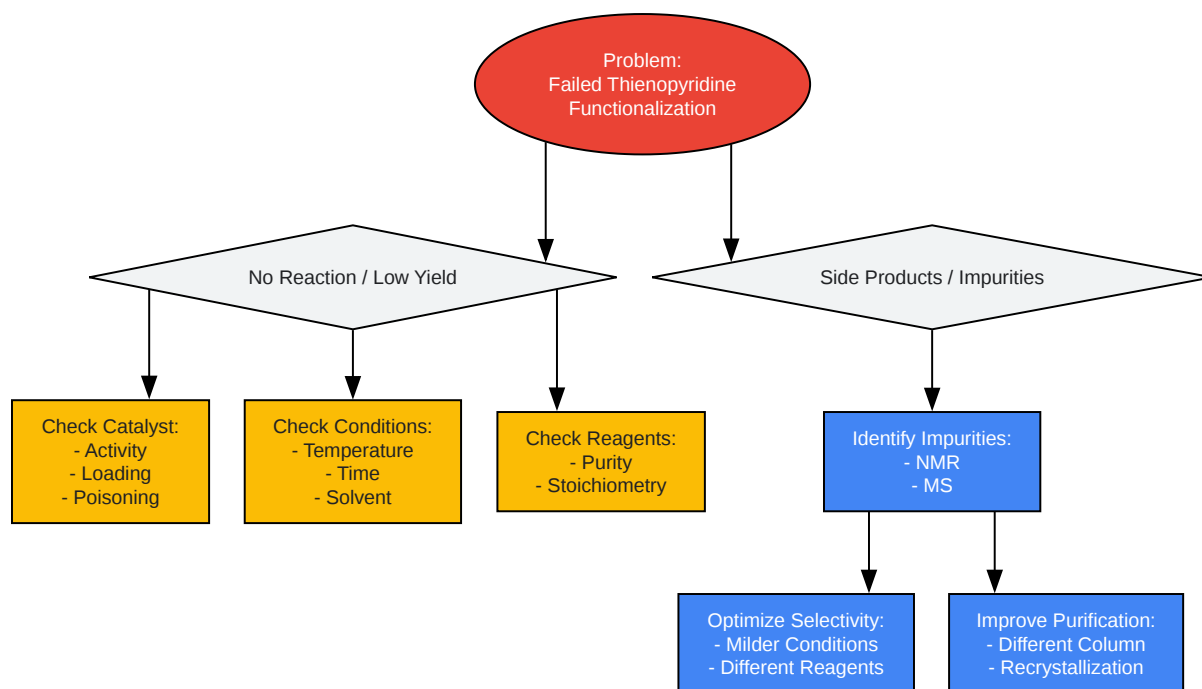 Problem:
Failed Thienopyridine
Functionalization
No Reaction / Low Yield
Side Products / Impurities
Check Catalyst:
- Activity
- Loading
- Poisoning
Check Conditions:
- Temperature
- Time
- Solvent
Check Reagents:
- Purity
- Stoichiometry
Identify Impurities:
- NMR
- MS
Optimize Selectivity:
- Milder Conditions
- Different Reagents
Improve Purification:
- Different Column
- Recrystallization